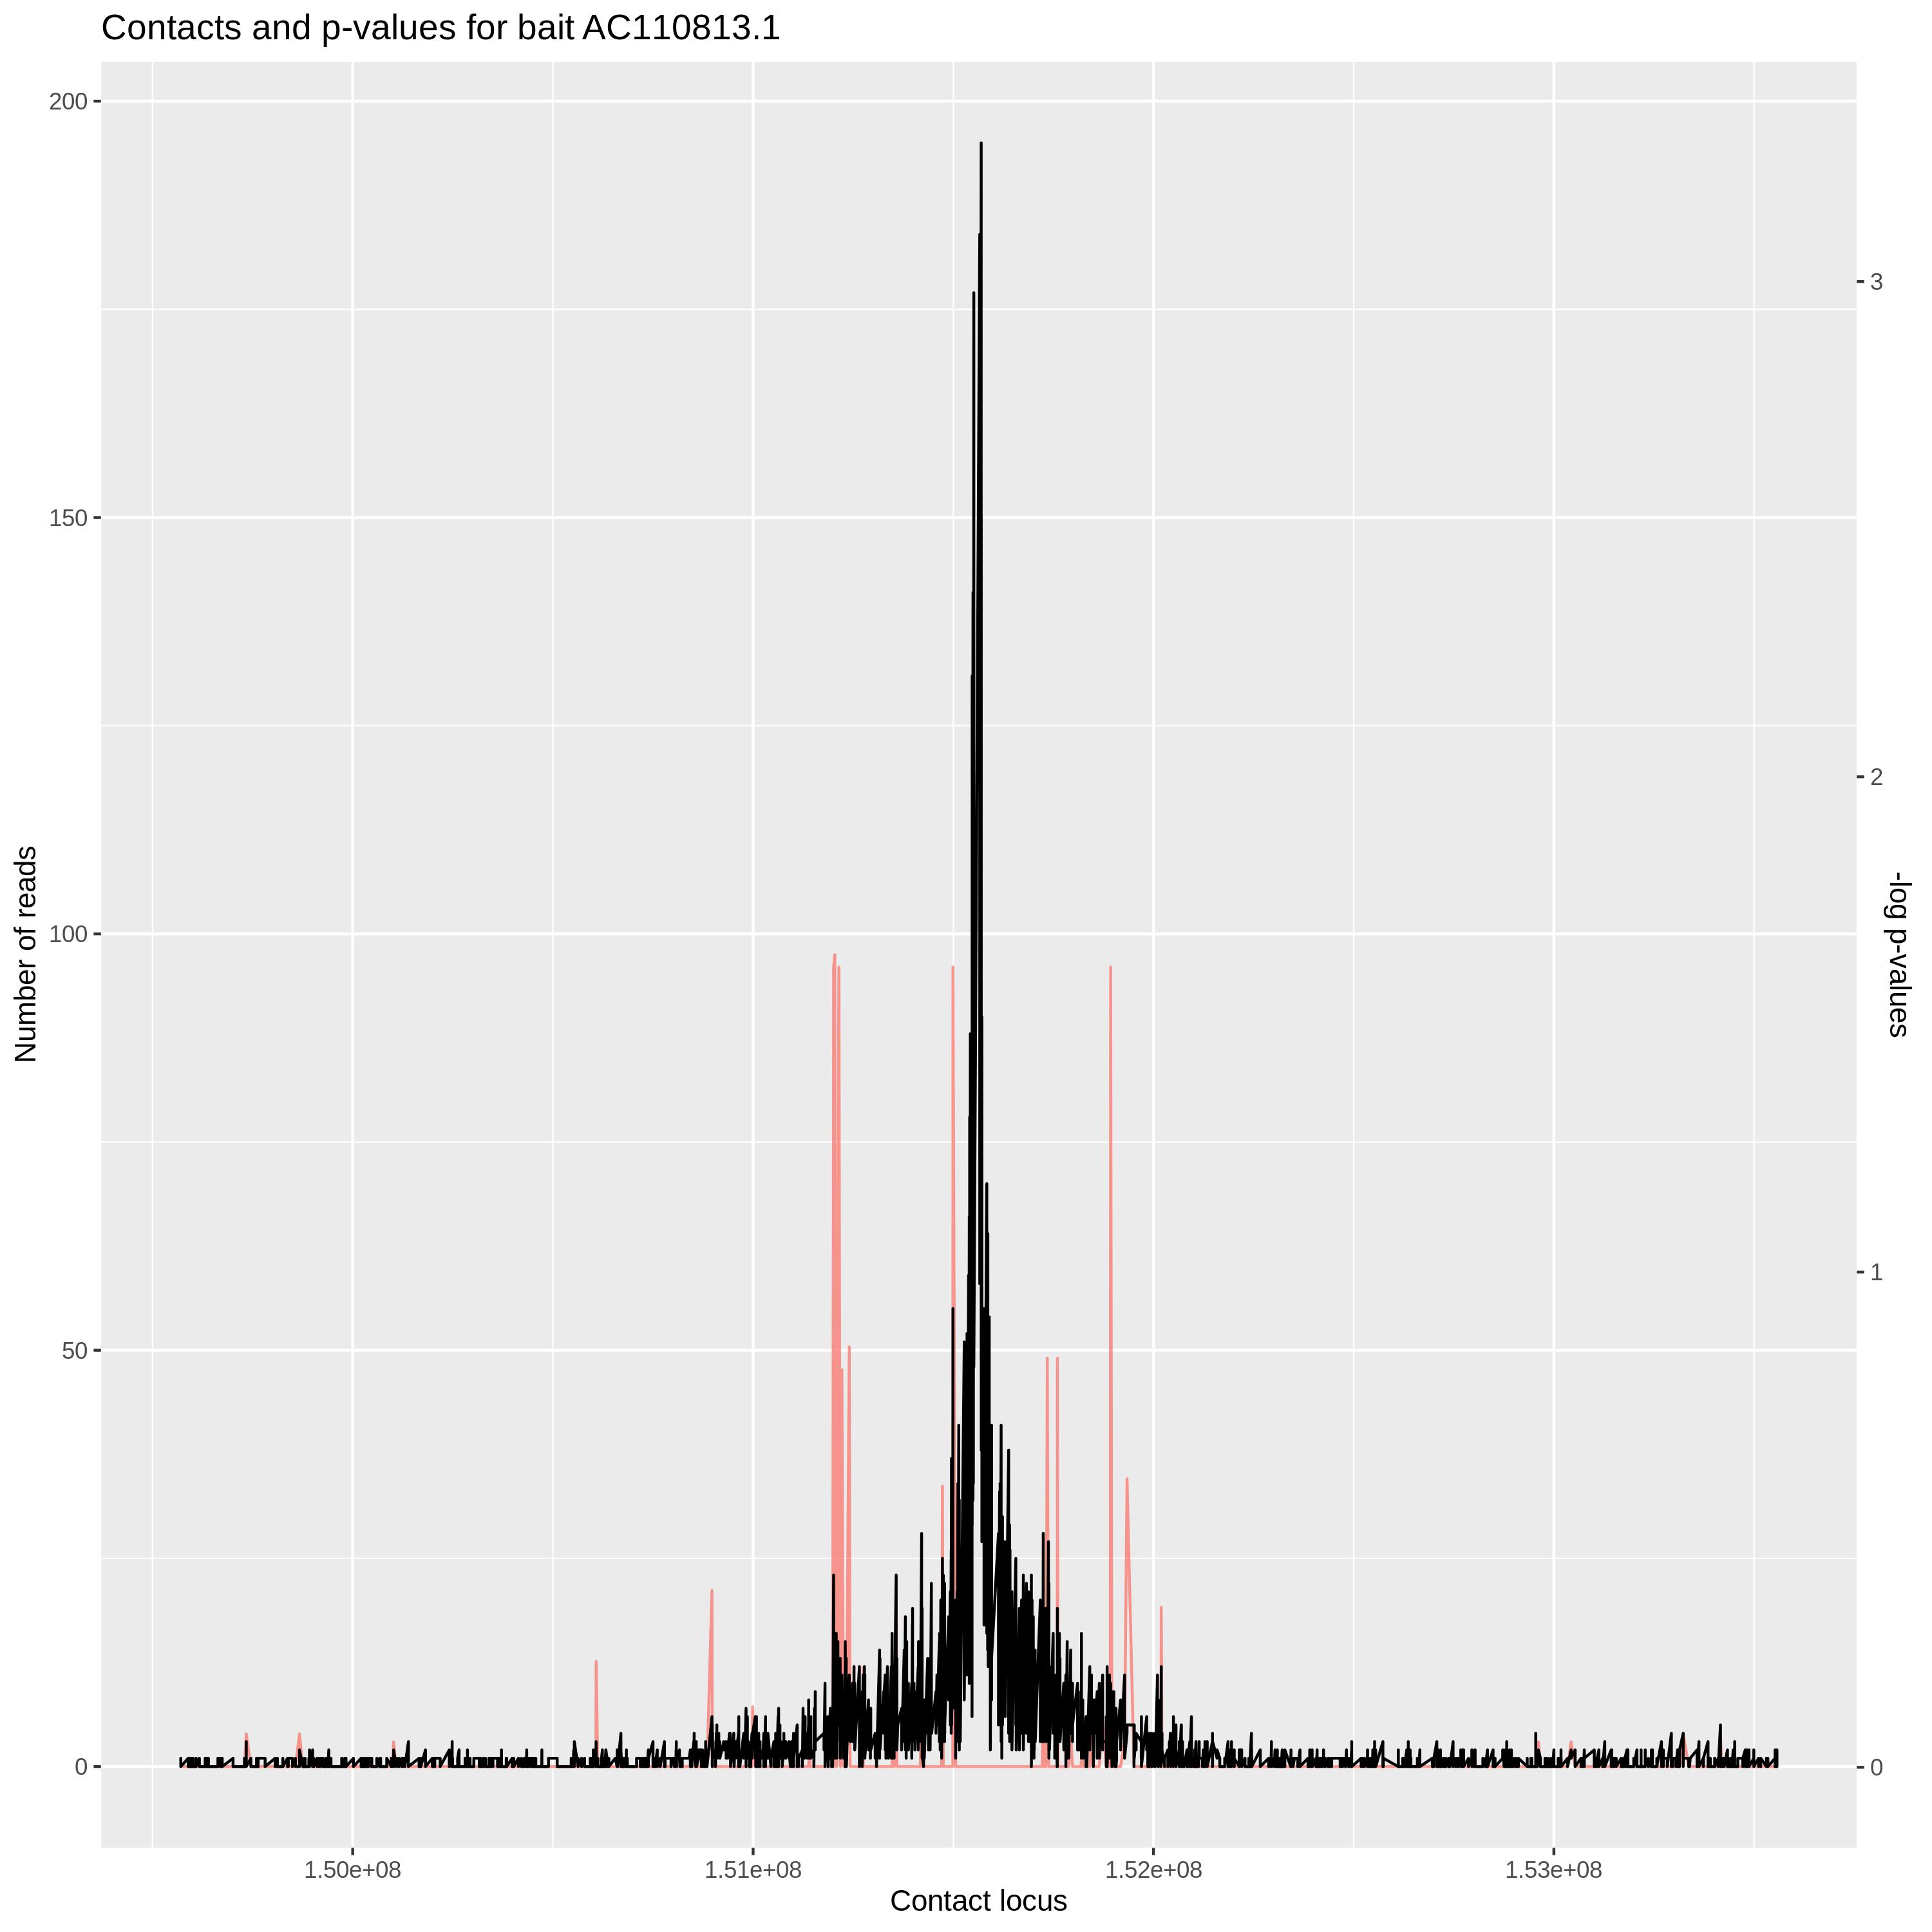 Contacts and p-values for bait AC110813.1
Number of reads
200
150
100
50
0
3
2
1
0
-log p-values
1.50e+08
1.51e+08
1.52e+08
1.53e+08
Contact locus